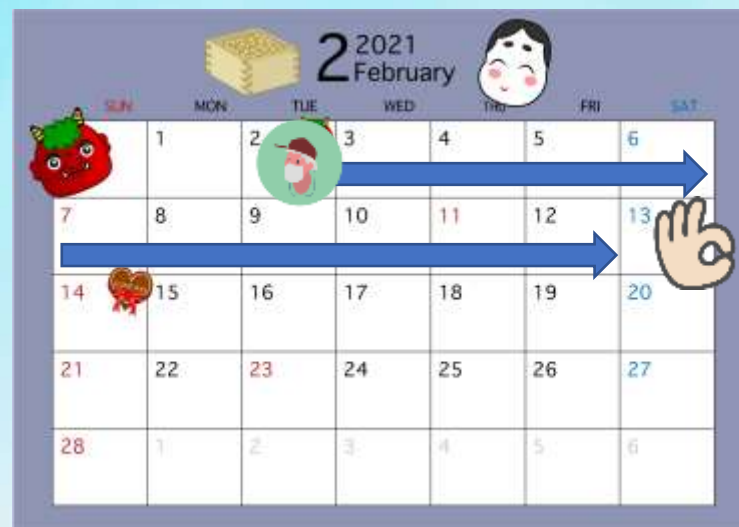 2 2021
February
SUN MON TUE WED THU FRI SAT
1 2 3 4 5 6
7 8 9 10 11 12 13
14 15 16 17 18 19 20
21 22 23 24 25 26 27
28 1 2 3 4 5 6